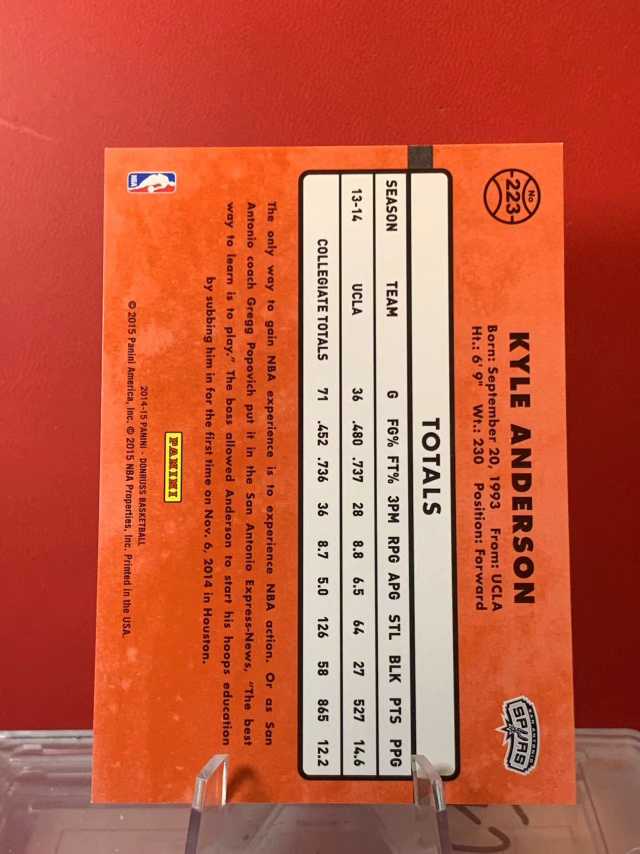 No
223
KYLE ANDERSON
Born: September 20, 1993 From: UCLA
Ht.: 6' 9" Wt.: 230 Position: Forward
SAN ANTONIO
SPURS
TOTALS
SEASON TEAM G FG% FT% 3PM RPG APG STL BLK PTS PPG
13-14 UCLA 36 .480 .737 28 8.8 6.5 64 27 527 14.6
COLLEGIATE TOTALS 71 .452 .736 36 8.7 5.0 126 58 865 12.2
The only way to gain NBA experience is to experience NBA action. Or as San
Antonio coach Gregg Popovich put it in the San Antonio Express-News, "The best
way to learn is to play." The boss allowed Anderson to start his hoops education
by subbing him in for the first time on Nov. 6, 2014 in Houston.
NBA
PANINI
2014-15 PANINI - DONRUSS BASKETBALL
© 2015 Panini America, Inc. © 2015 NBA Properties, Inc. Printed in the USA.